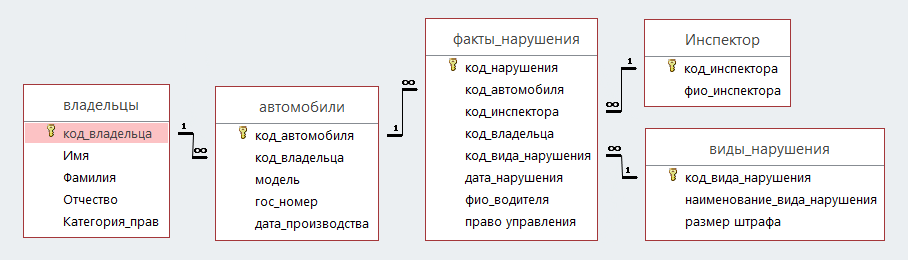 владельцы
код_владельца
Имя
Фамилия
Отчество
Категория_прав
1
∞
автомобили
код_автомобиля
код_владельца
модель
гос_номер
дата_производства
1
∞
факты_нарушения
код_нарушения
код_автомобиля
код_инспектора
код_владельца
код_вида_нарушения
дата_нарушения
фио_водителя
право управления
1
∞
Инспектор
код_инспектора
фио_инспектора
∞
1
виды_нарушения
код_вида_нарушения
наименование_вида_нарушения
размер штрафа